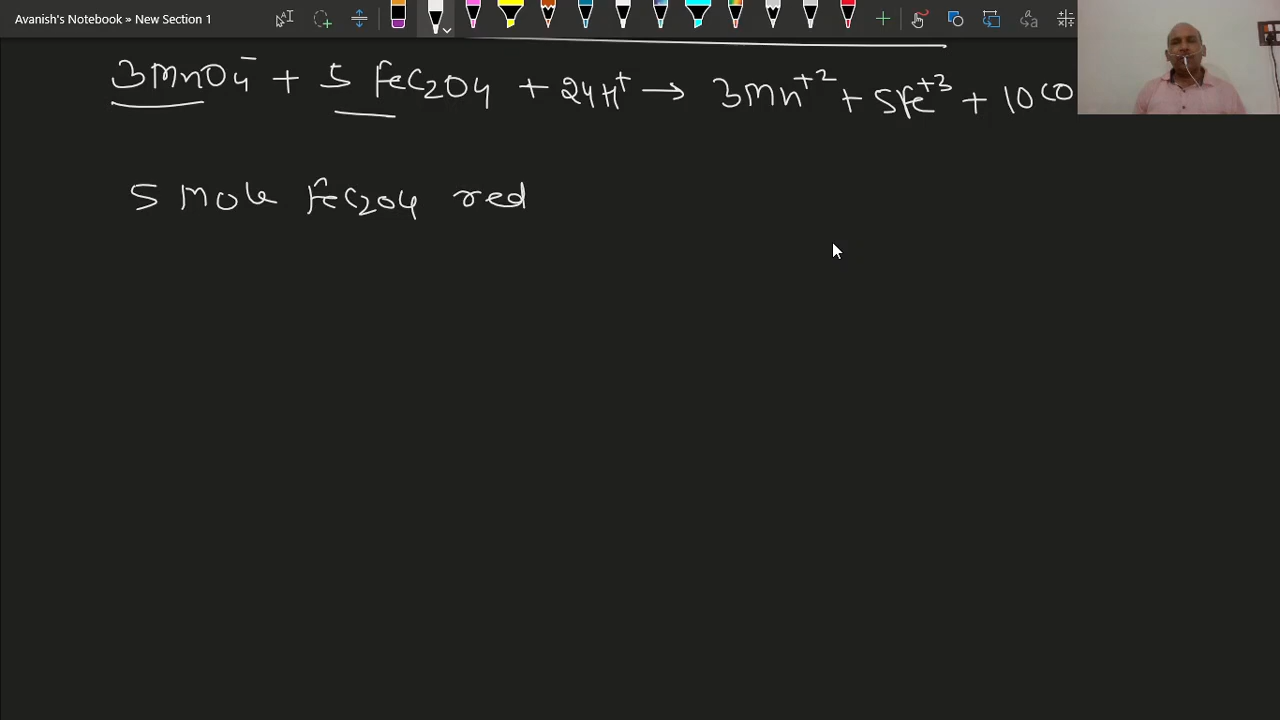 Avanish's Notebook » New Section 1
3MnO4⁻ + 5 FeC2O4 + 24H⁺ → 3Mn⁺² + 5Fe⁺³ + 10CO
5 Mole FeC2O4 red